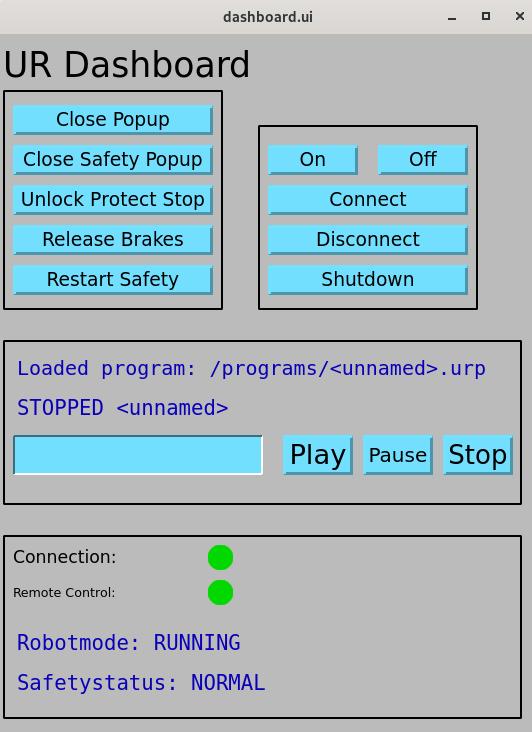 dashboard.ui
UR Dashboard
Close Popup
Close Safety Popup
Unlock Protect Stop
Release Brakes
Restart Safety
On Off
Connect
Disconnect
Shutdown
Loaded program: /programs/<unnamed>.urp
STOPPED <unnamed>
Play Pause Stop
Connection:
Remote Control:
Robotmode: RUNNING
Safetystatus: NORMAL